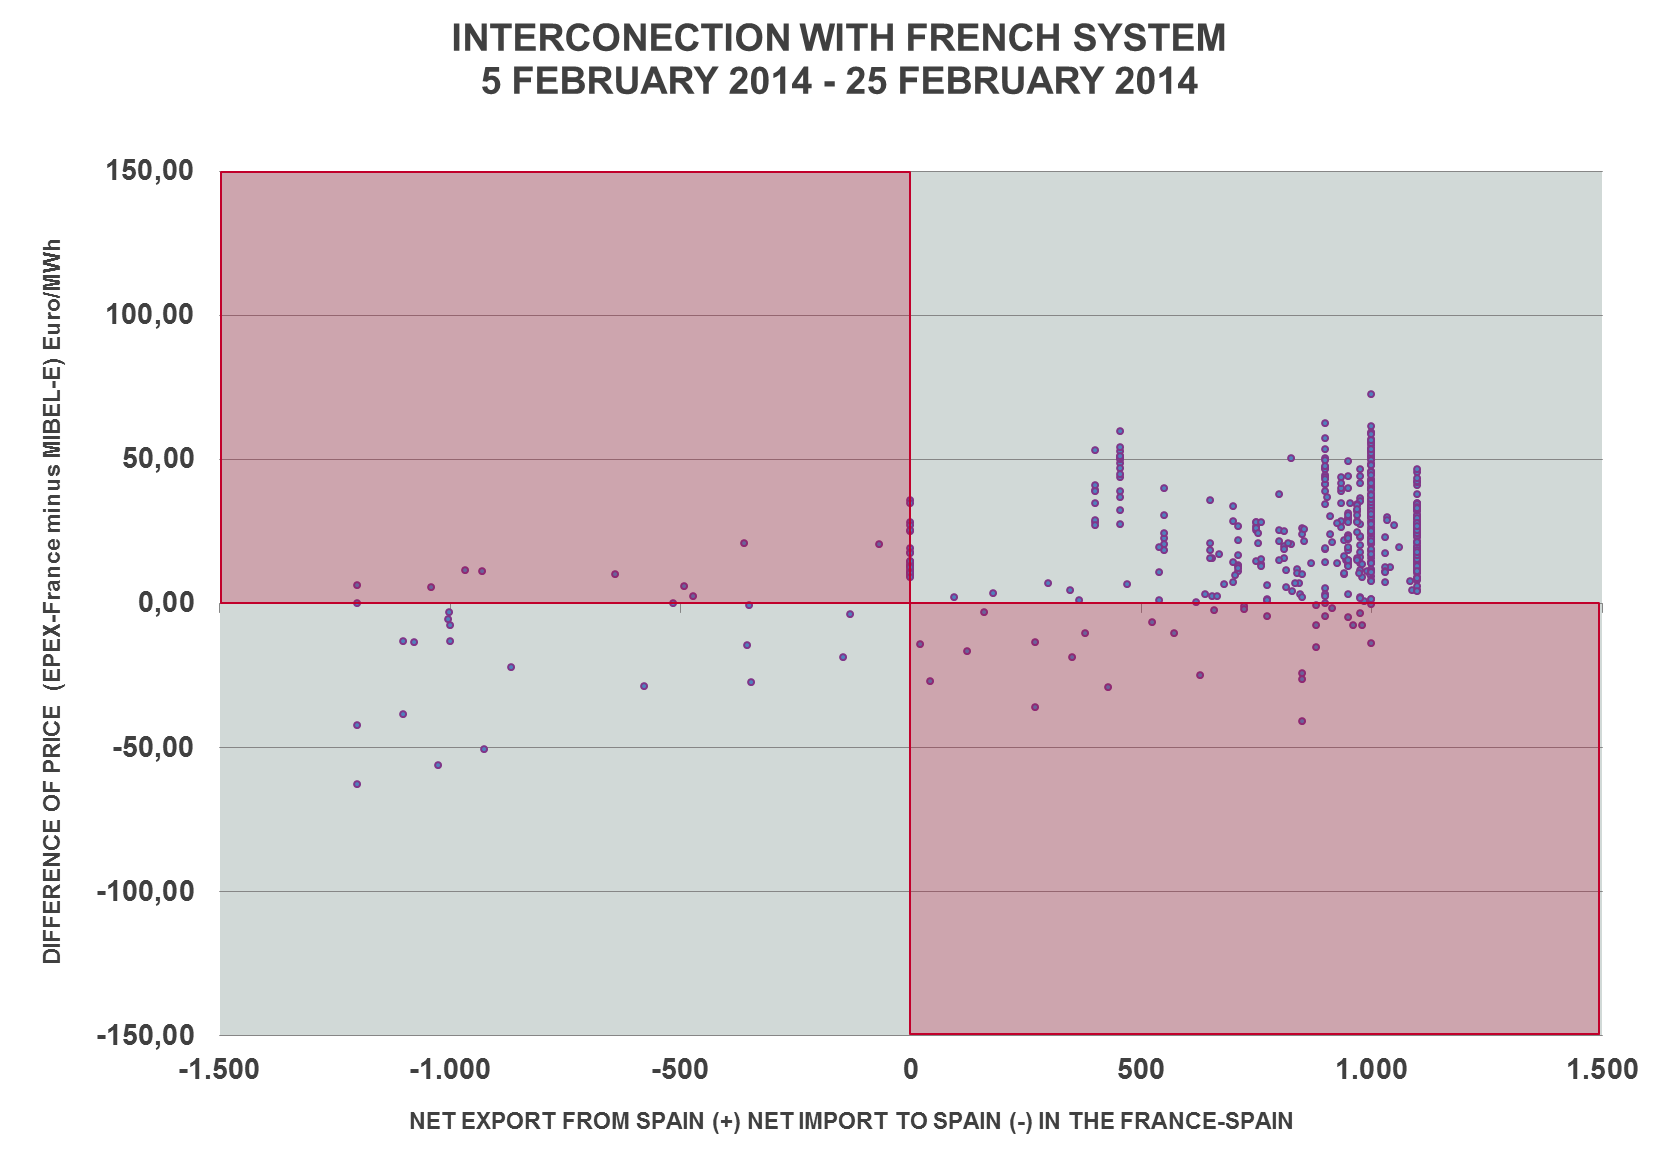 INTERCONECTION WITH FRENCH SYSTEM
5 FEBRUARY 2014 - 25 FEBRUARY 2014
DIFFERENCE OF PRICE (EPEX-France minus MIBEL-E) Euro/MWh
150,00
100,00
50,00
0,00
-50,00
-100,00
-150,00
-1.500 -1.000 -500 0 500 1.000 1.500
NET EXPORT FROM SPAIN (+) NET IMPORT TO SPAIN (-) IN THE FRANCE-SPAIN